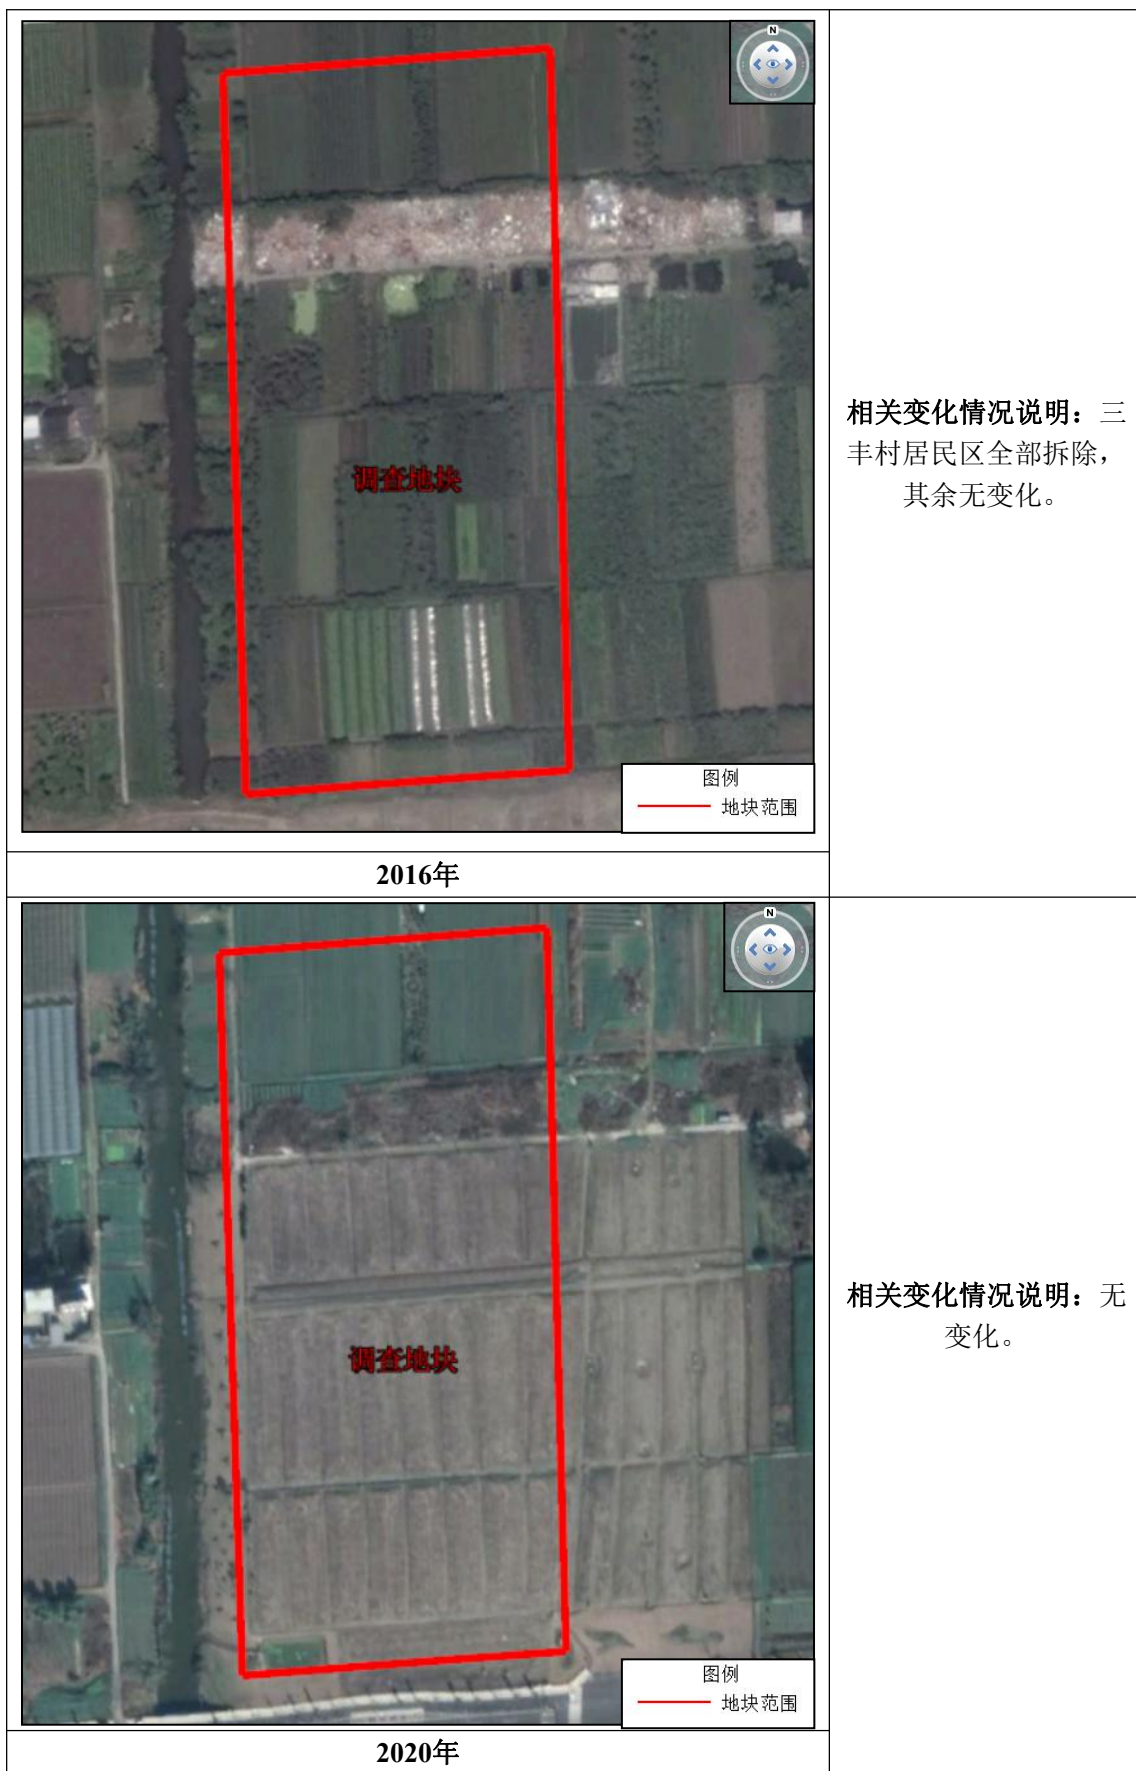 N
调查地块
图例
地块范围
相关变化情况说明：三
丰村居民区全部拆除，
其余无变化。
2016年
N
调查地块
图例
地块范围
相关变化情况说明：无
变化。
2020年